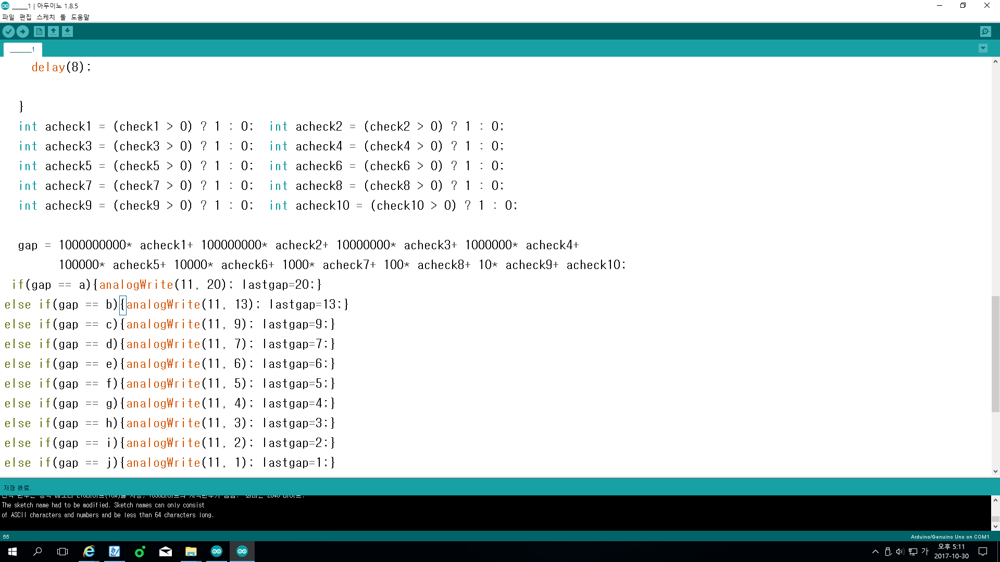 _____1 | 아두이노 1.8.5
파일 편집 스케치 툴 도움말
______1
delay(8);
}
int acheck1 = (check1 > 0) ? 1 : 0;  int acheck2 = (check2 > 0) ? 1 : 0;
int acheck3 = (check3 > 0) ? 1 : 0;  int acheck4 = (check4 > 0) ? 1 : 0;
int acheck5 = (check5 > 0) ? 1 : 0;  int acheck6 = (check6 > 0) ? 1 : 0;
int acheck7 = (check7 > 0) ? 1 : 0;  int acheck8 = (check8 > 0) ? 1 : 0;
int acheck9 = (check9 > 0) ? 1 : 0;  int acheck10 = (check10 > 0) ? 1 : 0;
gap = 1000000000* acheck1+ 100000000* acheck2+ 10000000* acheck3+ 1000000* acheck4+
100000* acheck5+ 10000* acheck6+ 1000* acheck7+ 100* acheck8+ 10* acheck9+ acheck10;
if(gap == a){analogWrite(11, 20); lastgap=20;}
else if(gap == b){analogWrite(11, 13); lastgap=13;}
else if(gap == c){analogWrite(11, 9); lastgap=9;}
else if(gap == d){analogWrite(11, 7); lastgap=7;}
else if(gap == e){analogWrite(11, 6); lastgap=6;}
else if(gap == f){analogWrite(11, 5); lastgap=5;}
else if(gap == g){analogWrite(11, 4); lastgap=4;}
else if(gap == h){analogWrite(11, 3); lastgap=3;}
else if(gap == i){analogWrite(11, 2); lastgap=2;}
else if(gap == j){analogWrite(11, 1); lastgap=1;}
저장 완료.
The sketch name had to be modified. Sketch names can only consist
of ASCII characters and numbers and be less than 64 characters long.
55
Arduino/Genuino Uno on COM1
가
오후 5:11
2017-10-30